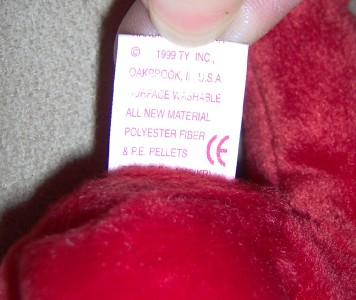 © 1999 TY INC.,
OAKBROOK, IL U.S.A.
SURFACE WASHABLE
ALL NEW MATERIAL
POLYESTER FIBER
& P.E. PELLETS CE